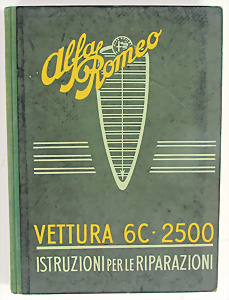 Alfa Romeo
VETTURA 6C · 2500
ISTRUZIONI PER LE RIPARAZIONI